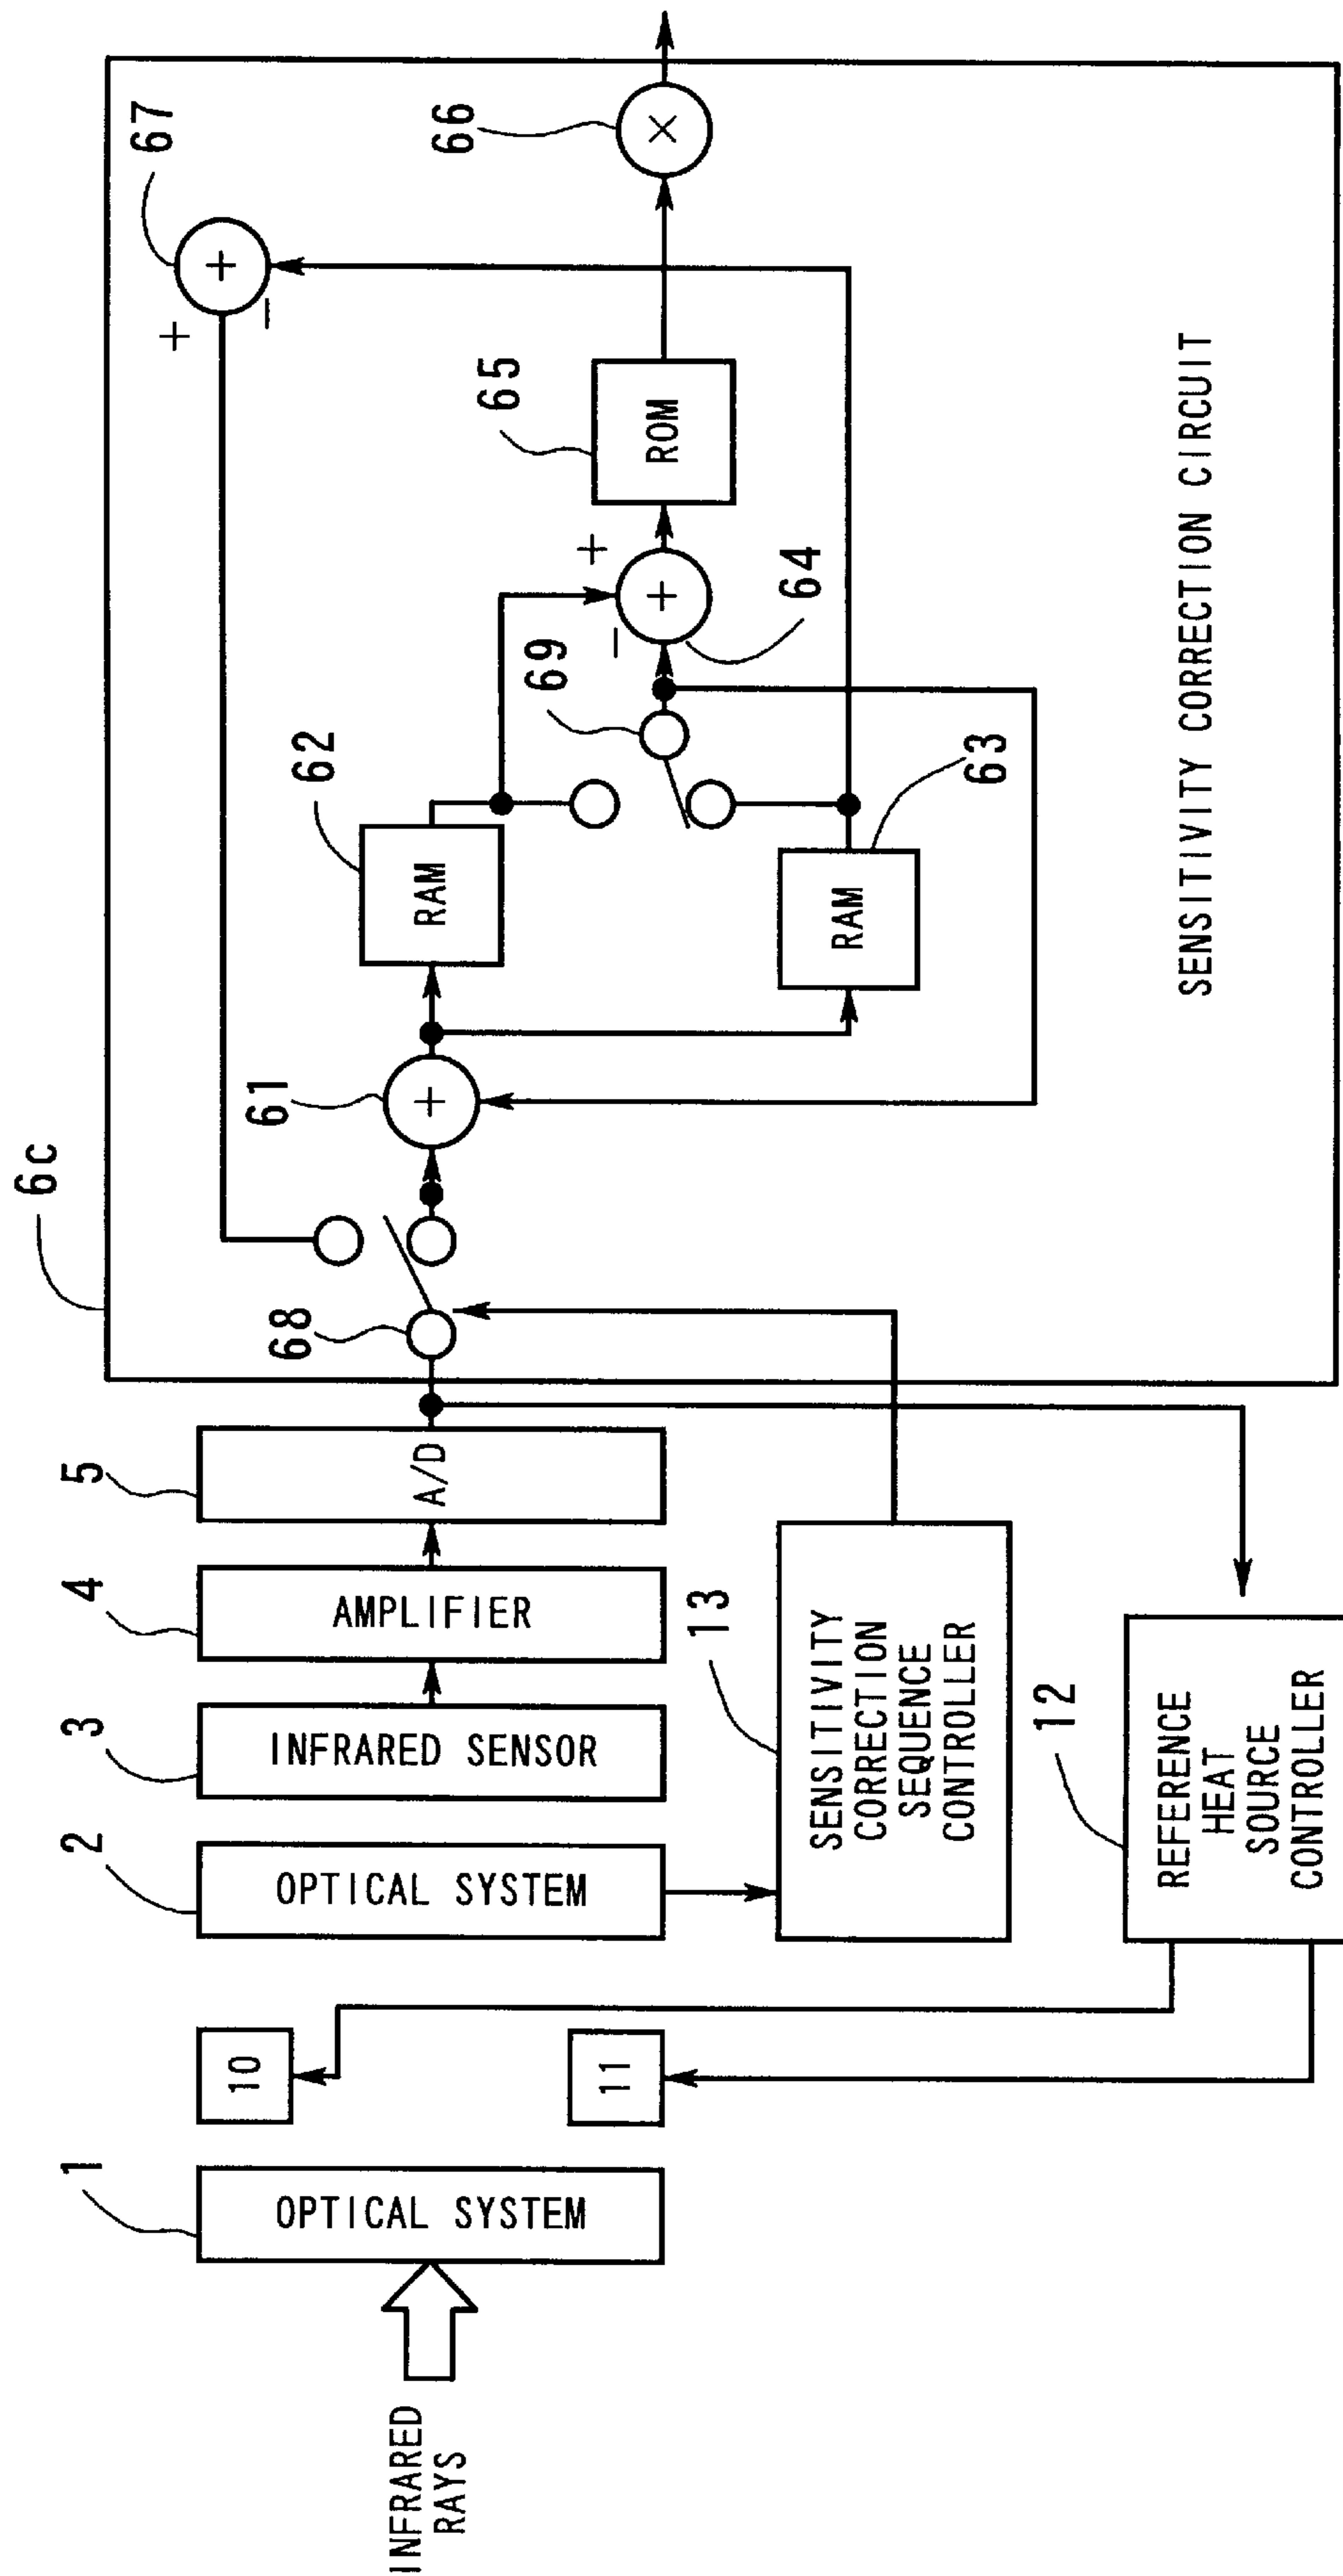 INFRARED
RAYS
1
OPTICAL SYSTEM
10
11
2
OPTICAL SYSTEM
3
INFRARED SENSOR
4
AMPLIFIER
5
A/D
13
SENSITIVITY
CORRECTION
SEQUENCE
CONTROLLER
12
REFERENCE
HEAT
SOURCE
CONTROLLER
6c
68
61
+
62
RAM
63
RAM
69
64
+
−
+
65
ROM
66
×
67
+
+
−
SENSITIVITY CORRECTION CIRCUIT